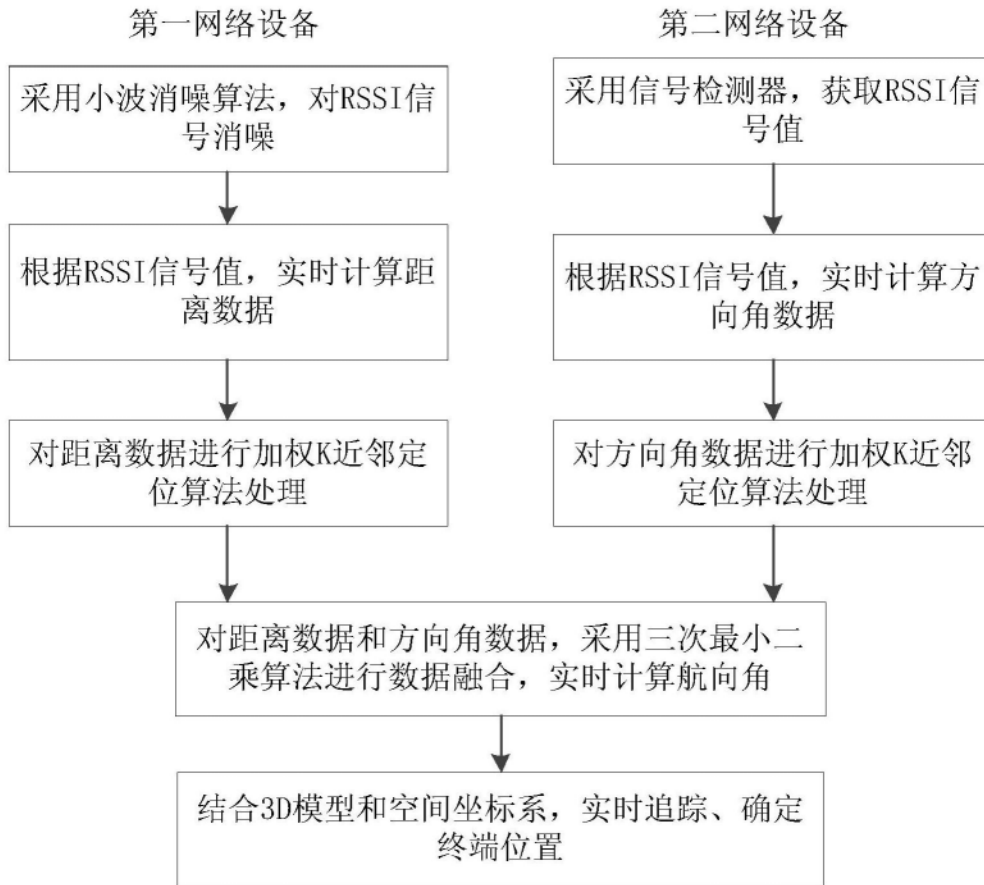 第一网络设备
采用小波消噪算法，对RSSI信
号消噪
根据RSSI信号值，实时计算距
离数据
对距离数据进行加权K近邻定
位算法处理
第二网络设备
采用信号检测器，获取RSSI信
号值
根据RSSI信号值，实时计算方
向角数据
对方向角数据进行加权K近邻
定位算法处理
对距离数据和方向角数据，采用三次最小二
乘算法进行数据融合，实时计算航向角
结合3D模型和空间坐标系，实时追踪、确定
终端位置